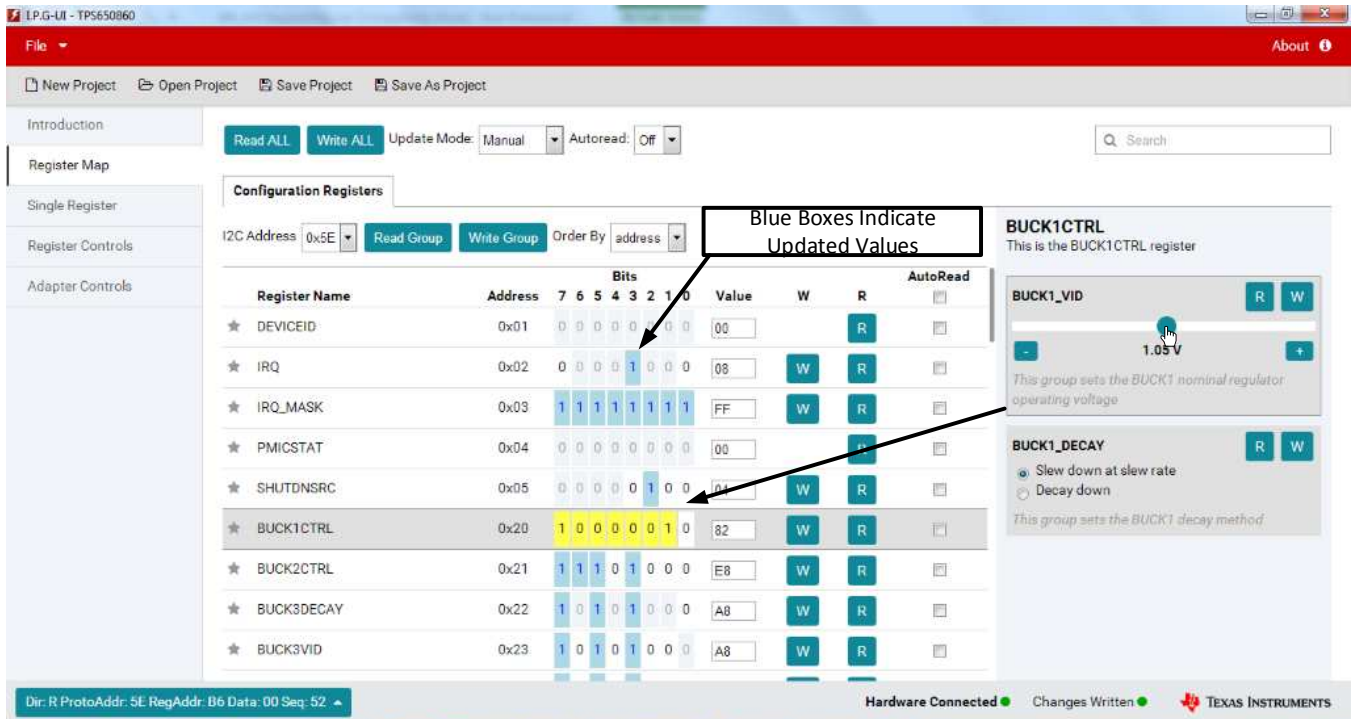 I.P.G-UI - TPS650860
File
About
New Project Open Project Save Project Save As Project
Introduction
Register Map
Single Register
Register Controls
Adapter Controls
Read ALL Write ALL Update Mode: Manual Autoread: Off
Search
Configuration Registers
I2C Address 0x5E Read Group Write Group Order By address
Blue Boxes Indicate
Updated Values
Bits AutoRead
Register Name Address 7 6 5 4 3 2 1 0 Value W R
DEVICEID 0x01 0 0 0 0 0 0 0 0 00 R
IRQ 0x02 0 0 0 0 1 0 0 0 08 W R
IRQ_MASK 0x03 1 1 1 1 1 1 1 1 FF W R
PMICSTAT 0x04 0 0 0 0 0 0 0 0 00 R
SHUTDNSRC 0x05 0 0 0 0 0 1 0 0 04 W R
BUCK1CTRL 0x20 1 0 0 0 0 0 1 0 82 W R
BUCK2CTRL 0x21 1 1 1 0 1 0 0 0 E8 W R
BUCK3DECAY 0x22 1 0 1 0 1 0 0 0 A8 W R
BUCK3VID 0x23 1 0 1 0 1 0 0 0 A8 W R
BUCK1CTRL
This is the BUCK1CTRL register
BUCK1_VID R W
- 1.05 V +
This group sets the BUCK1 nominal regulator
operating voltage
BUCK1_DECAY R W
Slew down at slew rate
Decay down
This group sets the BUCK1 decay method
Dir: R ProtoAddr: 5E RegAddr: B6 Data: 00 Seq: 52
Hardware Connected Changes Written TEXAS INSTRUMENTS